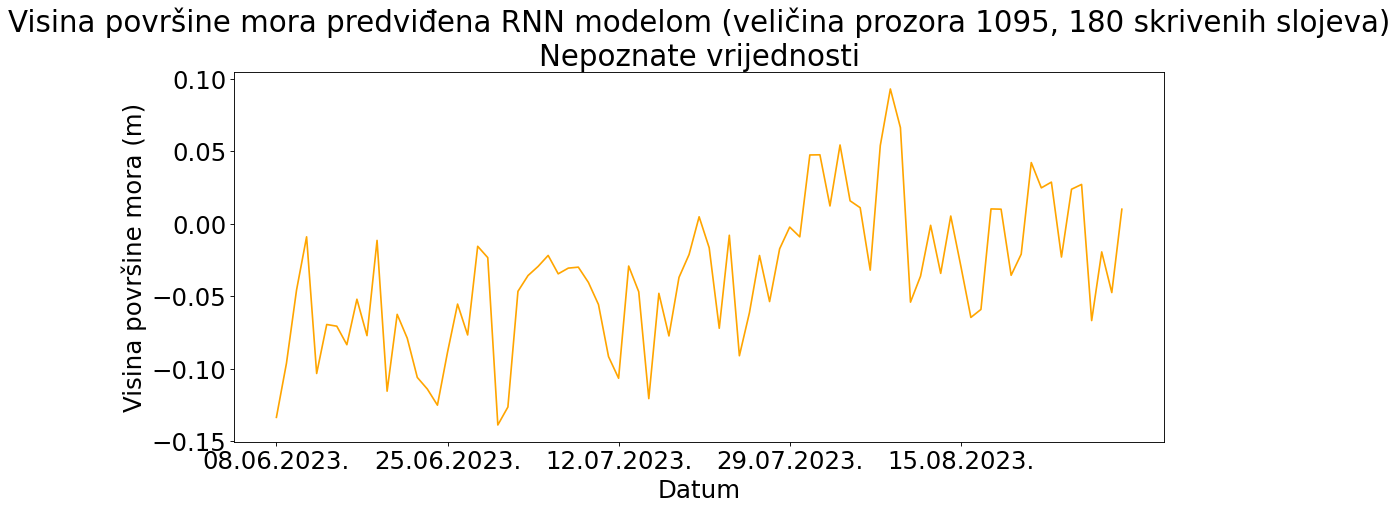 Visina površine mora predviđena RNN modelom (veličina prozora 1095, 180 skrivenih slojeva)
Nepoznate vrijednosti
Visina površine mora (m)
0.10
0.05
0.00
−0.05
−0.10
−0.15
08.06.2023. 25.06.2023. 12.07.2023. 29.07.2023. 15.08.2023.
Datum